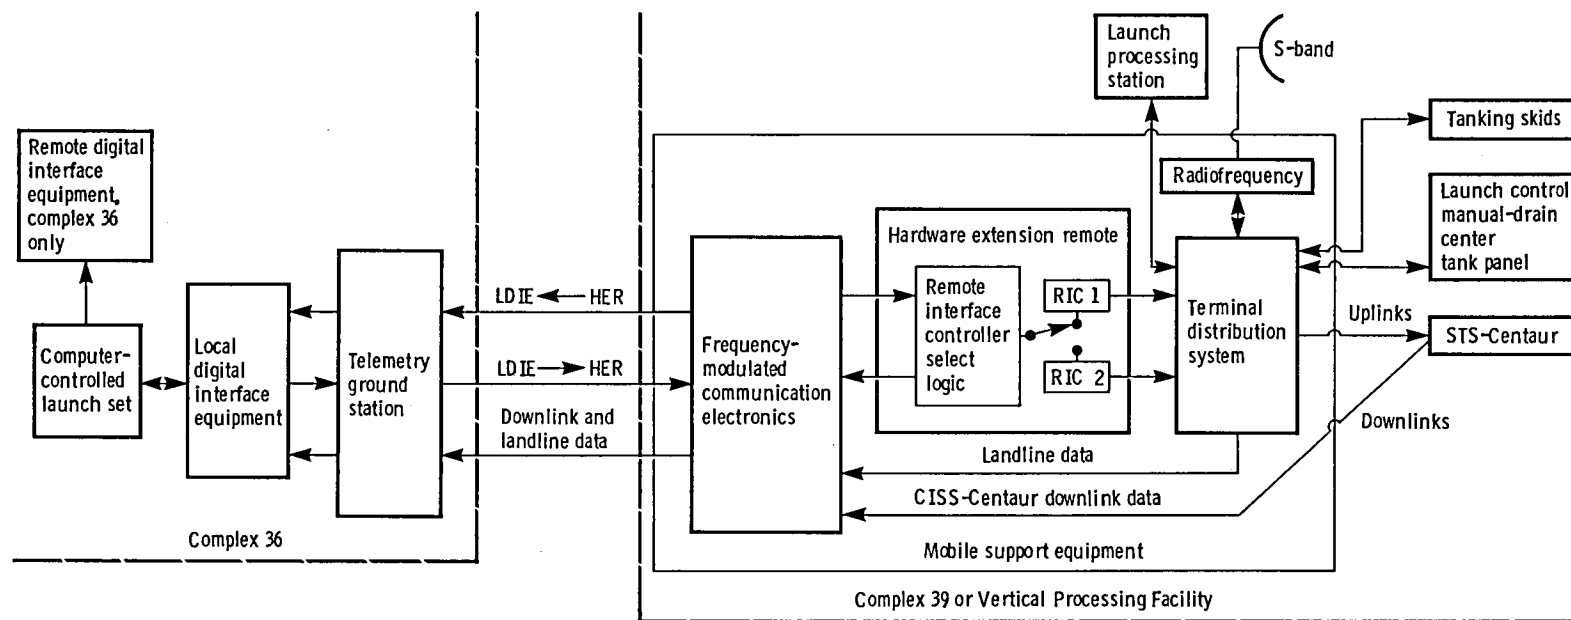 Remote digital
interface
equipment,
complex 36
only
Computer-
controlled
launch set
Local
digital
interface
equipment
Telemetry
ground
station
Complex 36
LDIE HER
LDIE HER
Downlink and
landline data
Frequency-
modulated
communication
electronics
Hardware extension remote
Remote
interface
controller
select
logic
RIC 1
RIC 2
Launch
processing
station
S-band
Radiofrequency
Terminal
distribution
system
Tanking skids
Launch control
manual-drain
center
tank panel
Uplinks
STS-Centaur
Downlinks
Landline data
CISS-Centaur downlink data
Mobile support equipment
Complex 39 or Vertical Processing Facility